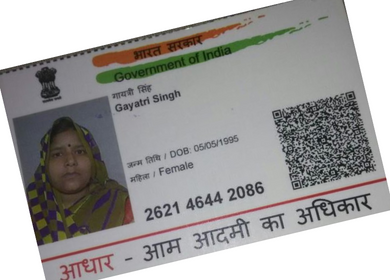 भारत सरकार
Government of India
गायत्री सिंह
Gayatri Singh
जन्म तिथि / DOB: 05/05/1995
महिला / Female
2621 4644 2086
आधार - आम आदमी का अधिकार